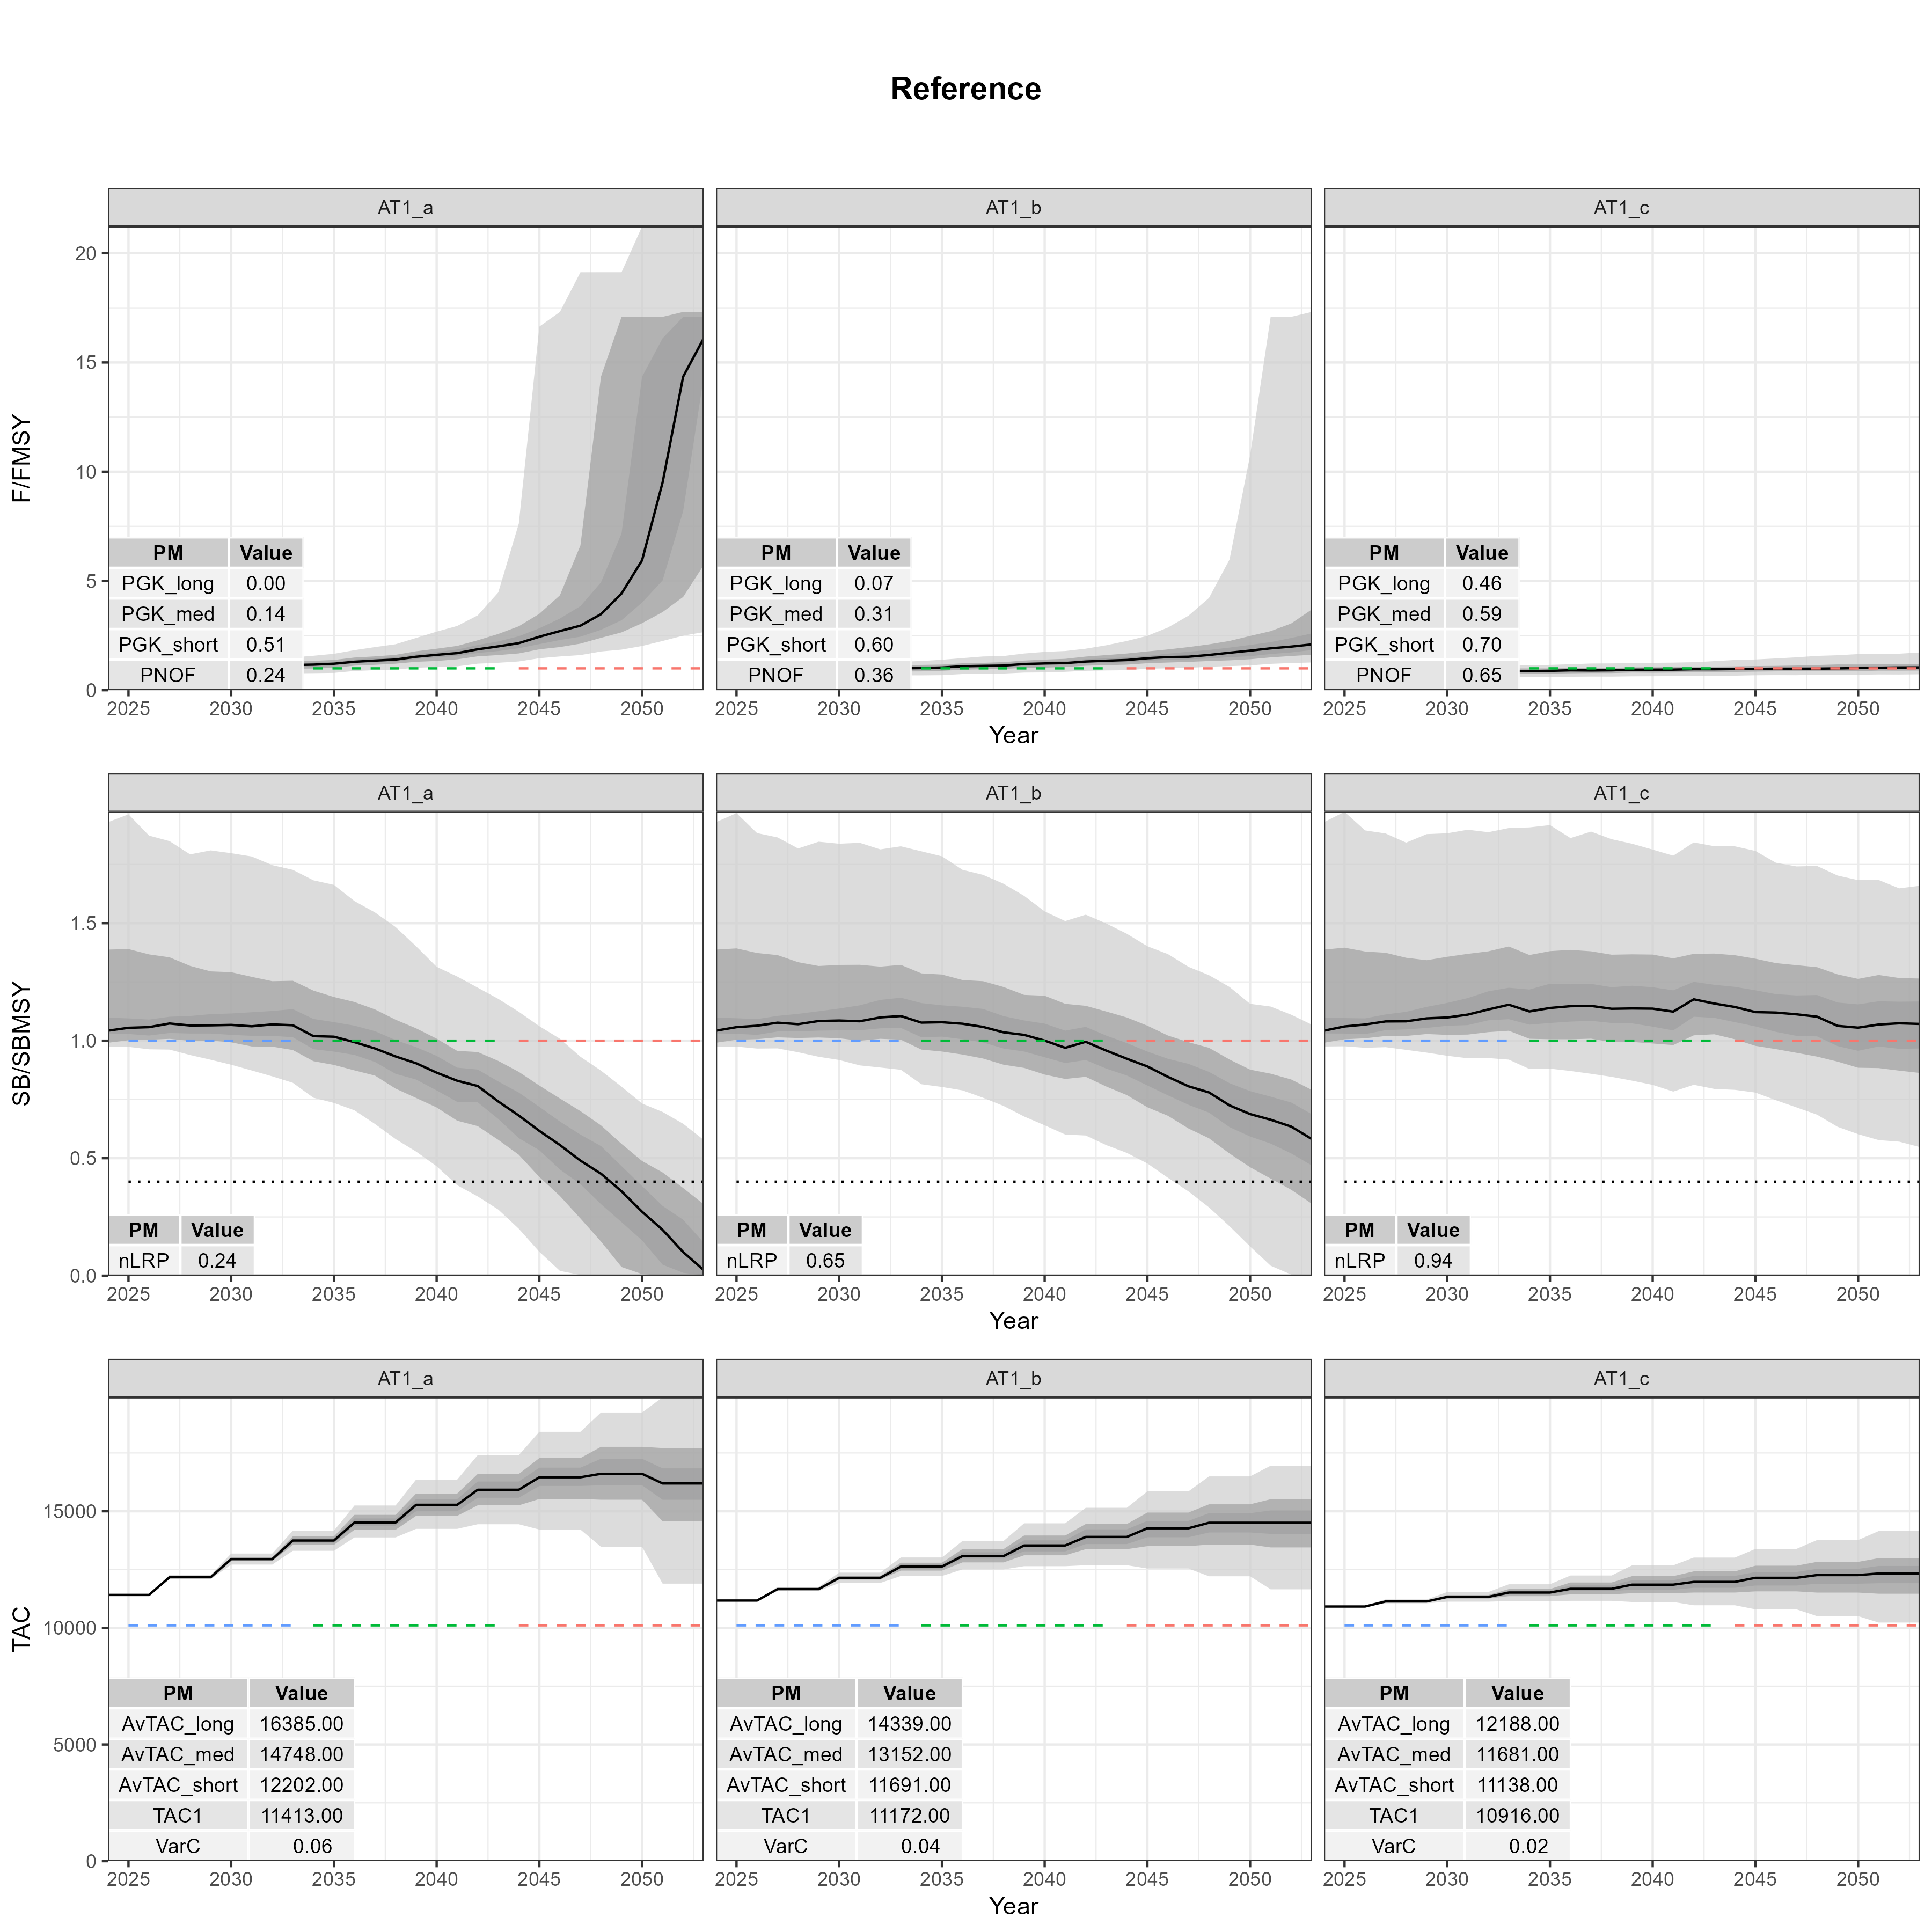 Reference
AT1_a AT1_b AT1_c
F/FMSY
20
15
10
5
0
PM Value PM Value PM Value
PGK_long 0.00 PGK_long 0.07 PGK_long 0.46
PGK_med 0.14 PGK_med 0.31 PGK_med 0.59
PGK_short 0.51 PGK_short 0.60 PGK_short 0.70
PNOF 0.24 PNOF 0.36 PNOF 0.65
2025 2030 2035 2040 2045 2050 2025 2030 2035 2040 2045 2050 2025 2030 2035 2040 2045 2050
Year
AT1_a AT1_b AT1_c
SB/SBMSY
1.5
1.0
0.5
0.0
PM Value PM Value PM Value
nLRP 0.24 nLRP 0.65 nLRP 0.94
2025 2030 2035 2040 2045 2050 2025 2030 2035 2040 2045 2050 2025 2030 2035 2040 2045 2050
Year
AT1_a AT1_b AT1_c
TAC
15000
10000
5000
0
PM Value PM Value PM Value
AvTAC_long 16385.00 AvTAC_long 14339.00 AvTAC_long 12188.00
AvTAC_med 14748.00 AvTAC_med 13152.00 AvTAC_med 11681.00
AvTAC_short 12202.00 AvTAC_short 11691.00 AvTAC_short 11138.00
TAC1 11413.00 TAC1 11172.00 TAC1 10916.00
VarC 0.06 VarC 0.04 VarC 0.02
2025 2030 2035 2040 2045 2050 2025 2030 2035 2040 2045 2050 2025 2030 2035 2040 2045 2050
Year